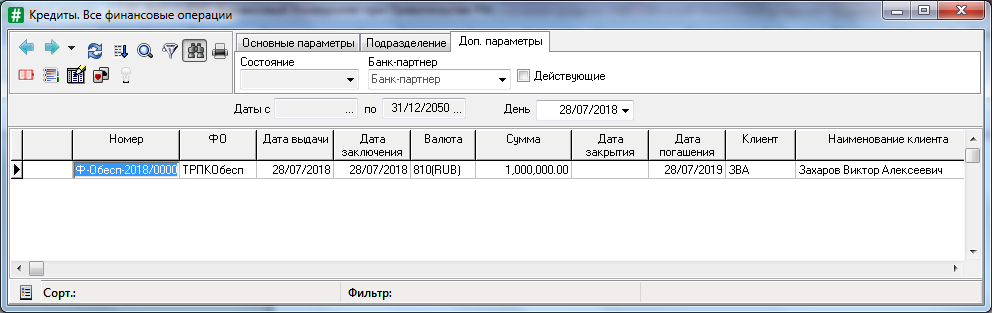 Кредиты. Все финансовые операции
Основные параметры Подразделение Доп. параметры
Состояние Банк-партнер
Банк-партнер Действующие
Даты с ... по 31/12/2050 ... День 28/07/2018
Номер ФО Дата выдачи Дата заключения Валюта Сумма Дата закрытия Дата погашения Клиент Наименование клиента
Ф-Обесп-2018/0000 ТРПКОбесп 28/07/2018 28/07/2018 810(RUB) 1,000,000.00 28/07/2019 ЗВА Захаров Виктор Алексеевич
Сорт.: Фильтр: